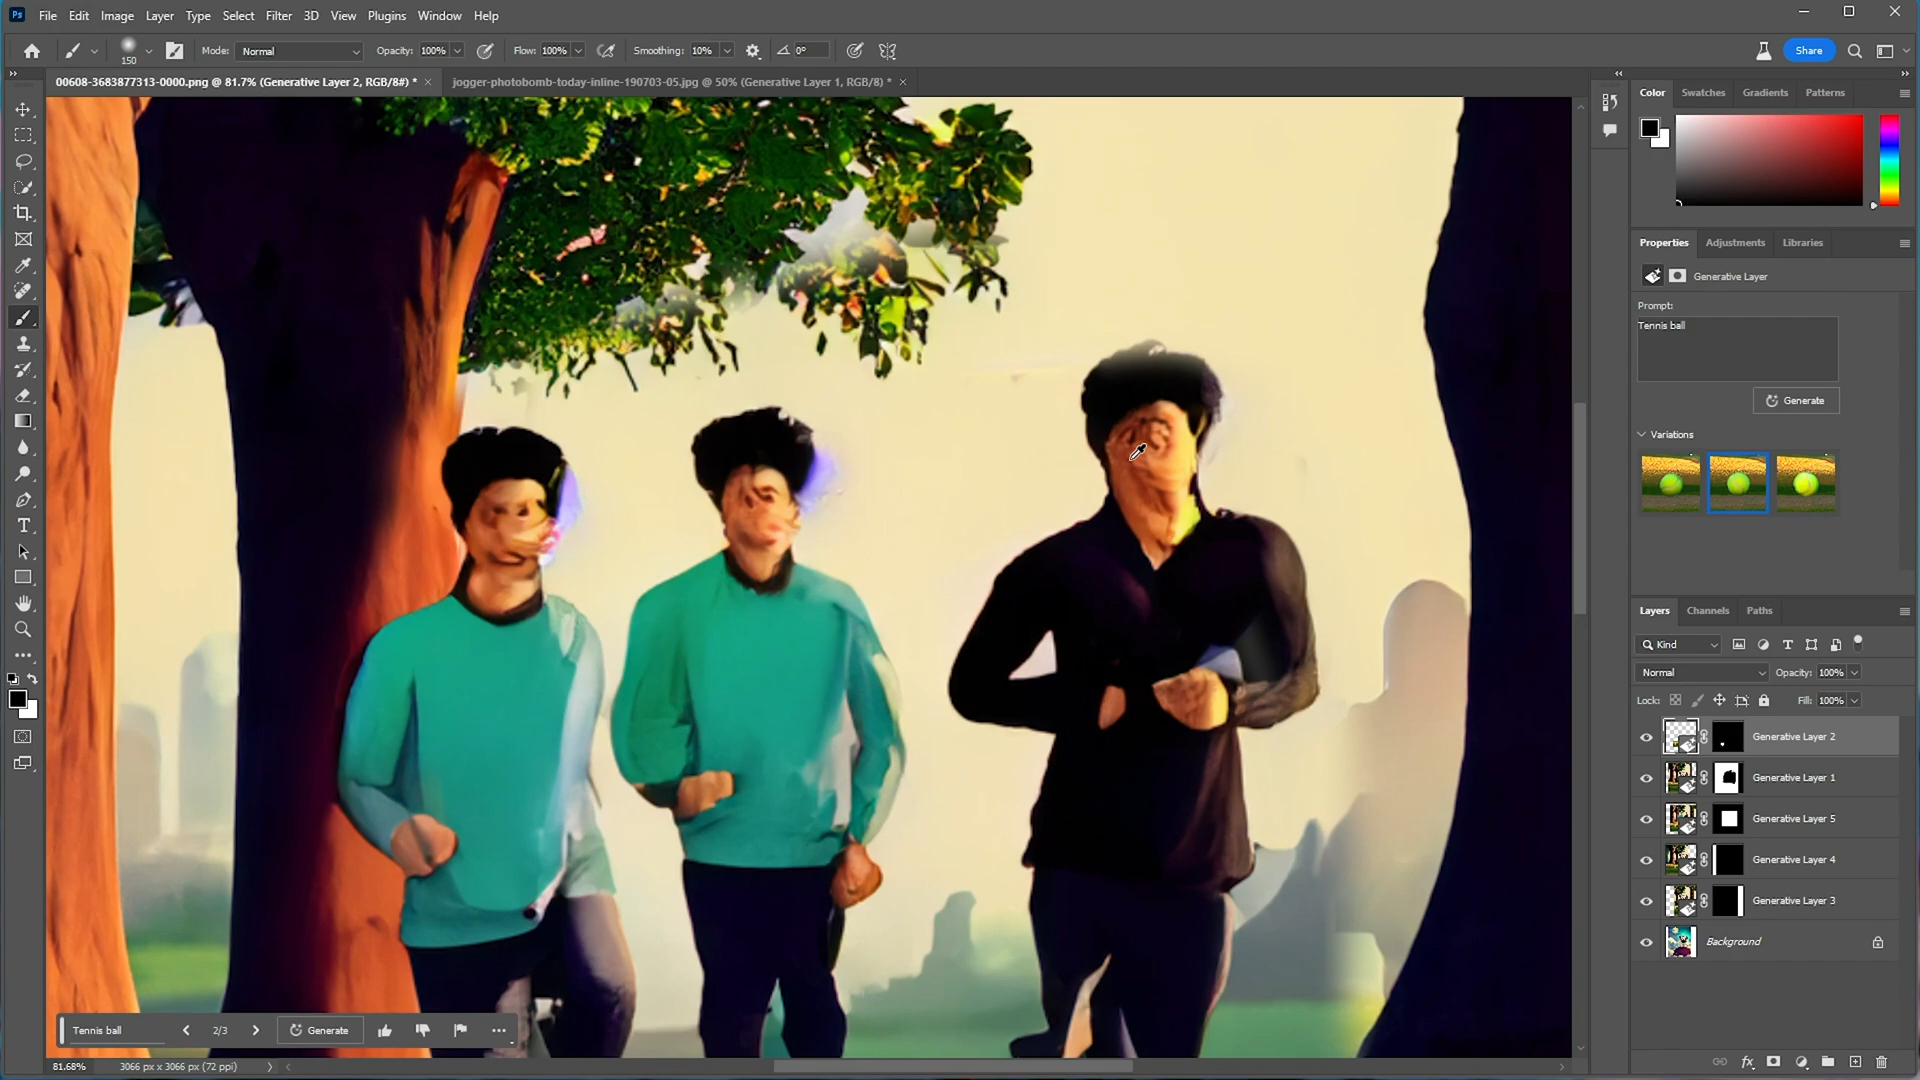 Ps File Edit Image Layer Type Select Filter 3D View Plugins Window Help
150 Mode: Normal Opacity: 100% Flow: 100% Smoothing: 10% 0° Share
00608-3683877313-0000.png @ 81.7% (Generative Layer 2, RGB/8#) * jogger-photobomb-today-inline-190703-05.jpg @ 50% (Generative Layer 1, RGB/8) *
Color Swatches Gradients Patterns
Properties Adjustments Libraries
Generative Layer
Prompt:
Tennis ball
Generate
Variations
Layers Channels Paths
Kind
Normal Opacity: 100%
Lock: Fill: 100%
Generative Layer 2
Generative Layer 1
Generative Layer 5
Generative Layer 4
Generative Layer 3
Background
Tennis ball 2/3 Generate
81.68% 3066 px x 3066 px (72 ppi)